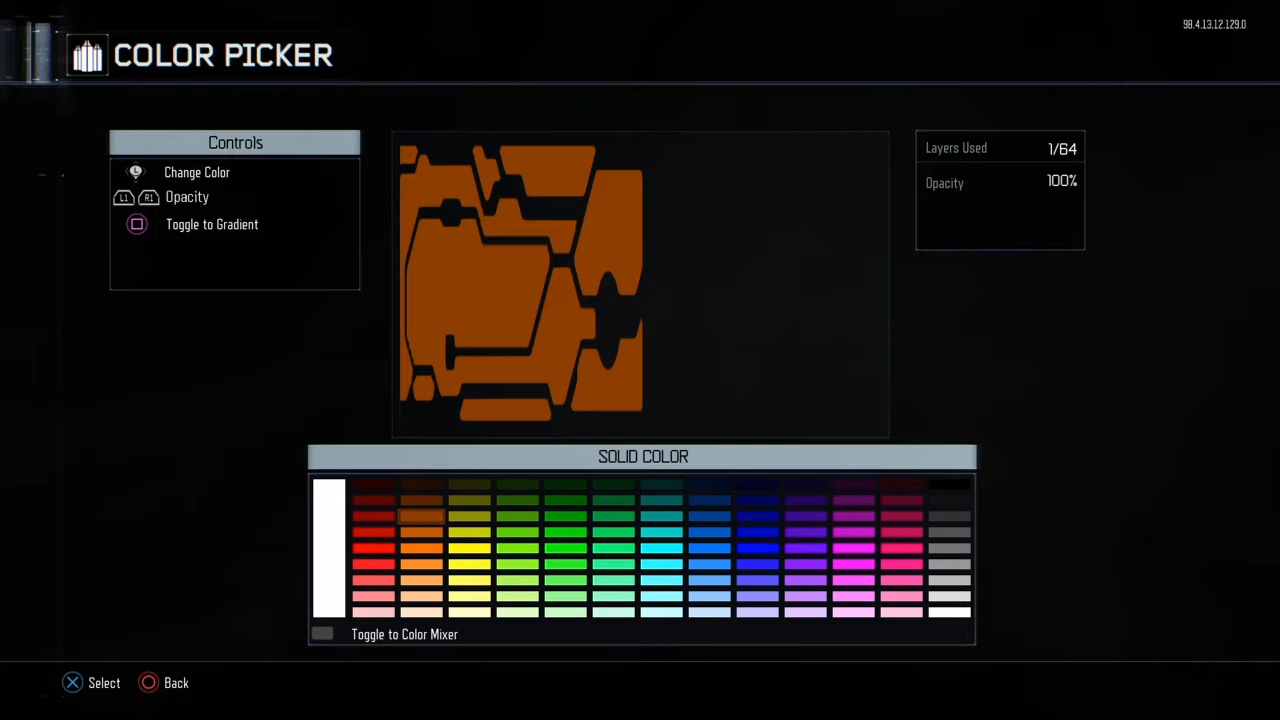 98.4.13.12.129.0
COLOR PICKER
Controls
L Change Color
L1 R1 Opacity
Toggle to Gradient
Layers Used 1/64
Opacity 100%
SOLID COLOR
Toggle to Color Mixer
Select Back